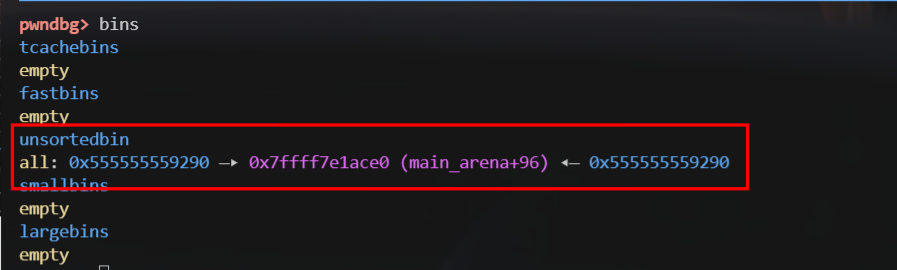 pwndbg> bins
tcachebins
empty
fastbins
empty
unsortedbin
all: 0x555555559290 —▸ 0x7ffff7e1ace0 (main_arena+96) ◂— 0x555555559290
smallbins
empty
largebins
empty